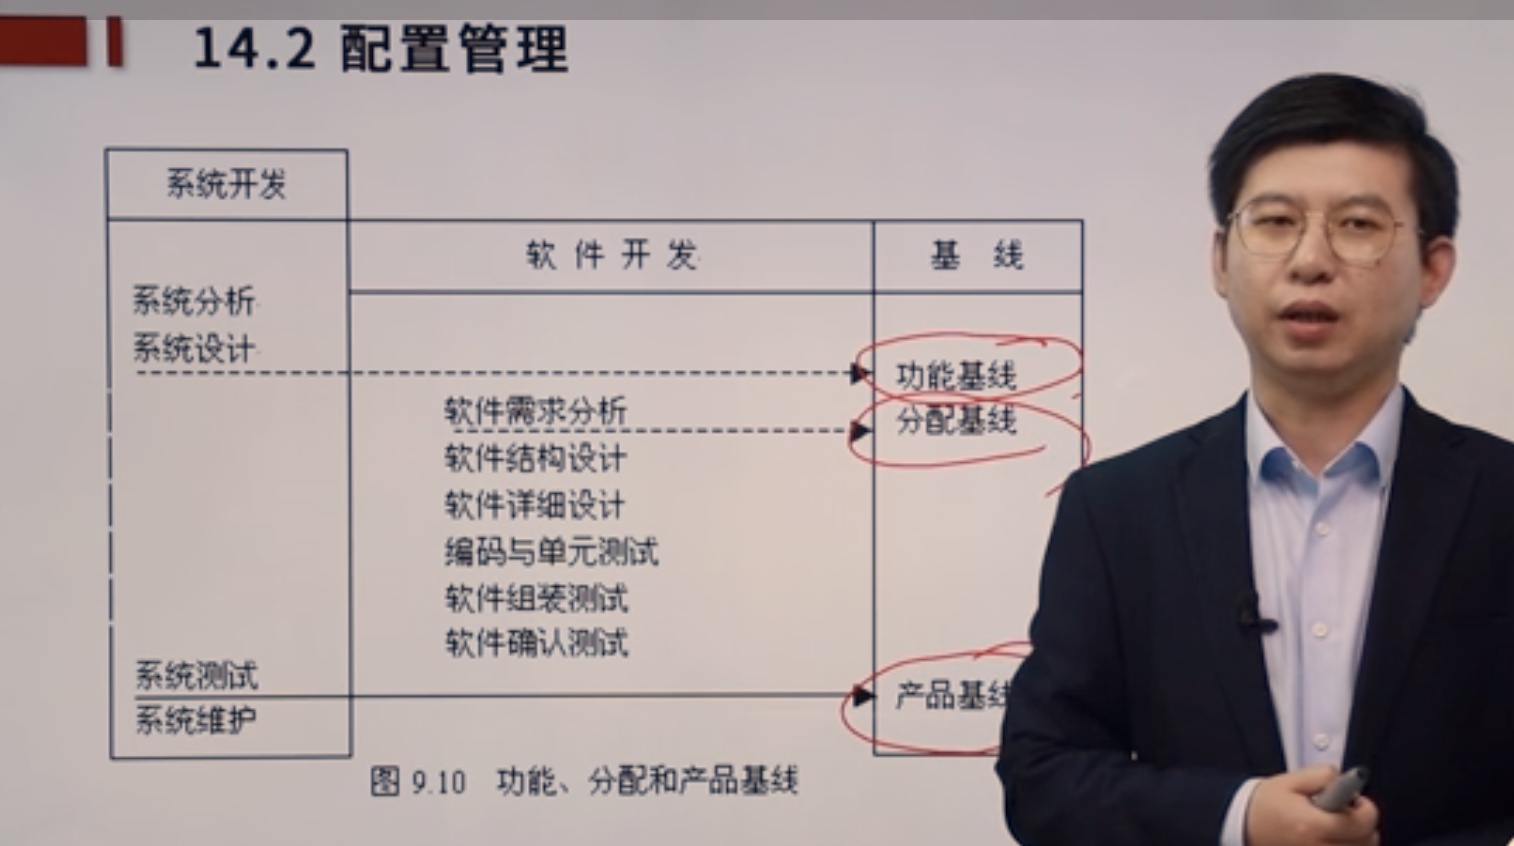 14.2 配置管理
系统开发
软件开发
基线
系统分析
系统设计
功能基线
软件需求分析
分配基线
软件结构设计
软件详细设计
编码与单元测试
软件组装测试
软件确认测试
系统测试
产品基线
系统维护
图 9.10 功能、分配和产品基线